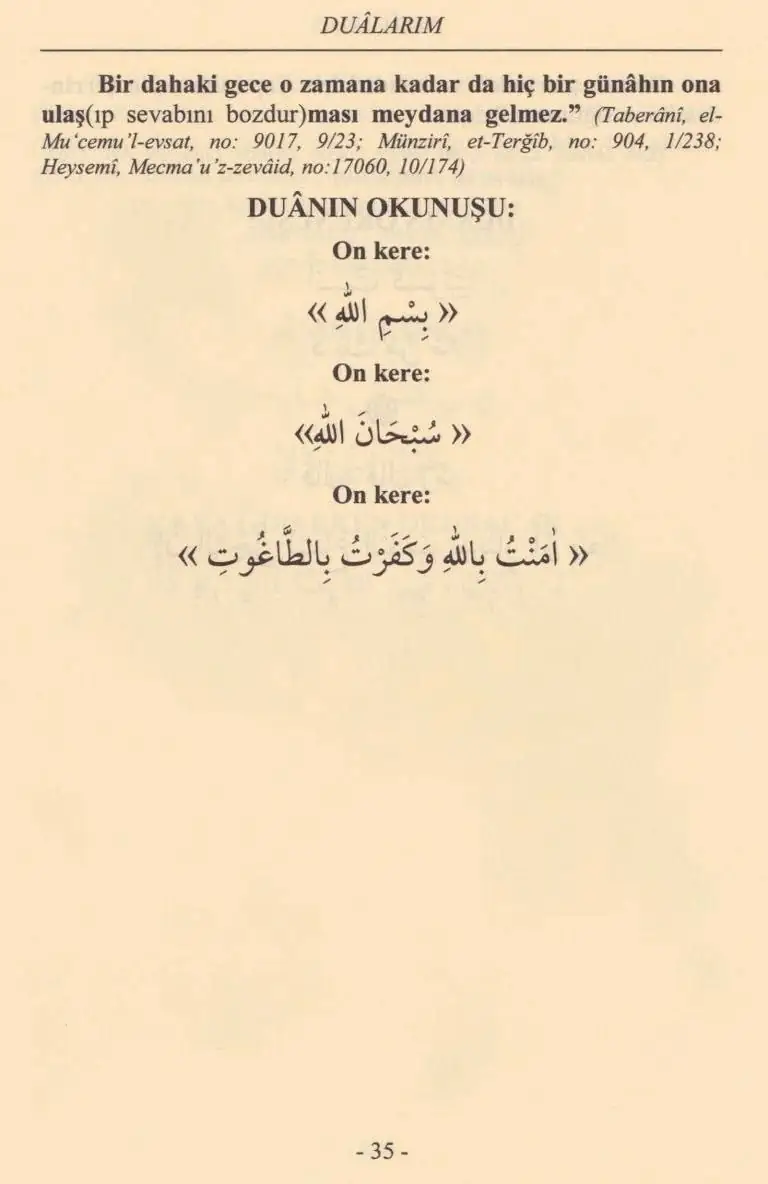 DUÂLARIM
Bir dahaki gece o zamana kadar da hiç bir günâhın ona
ulaş(ıp sevabını bozdur)ması meydana gelmez.” (Taberânî, el-
Mu‘cemu’l-evsat, no: 9017, 9/23; Münzirî, et-Terğîb, no: 904, 1/238;
Heysemî, Mecma‘u’z-zevâid, no:17060, 10/174)
DUÂNIN OKUNUŞU:
On kere:
« بِسْمِ اللّٰهِ »
On kere:
« سُبْحَانَ اللّٰهِ»
On kere:
« اٰمَنْتُ بِاللّٰهِ وَكَفَرْتُ بِالطَّاغُوتِ »
- 35 -